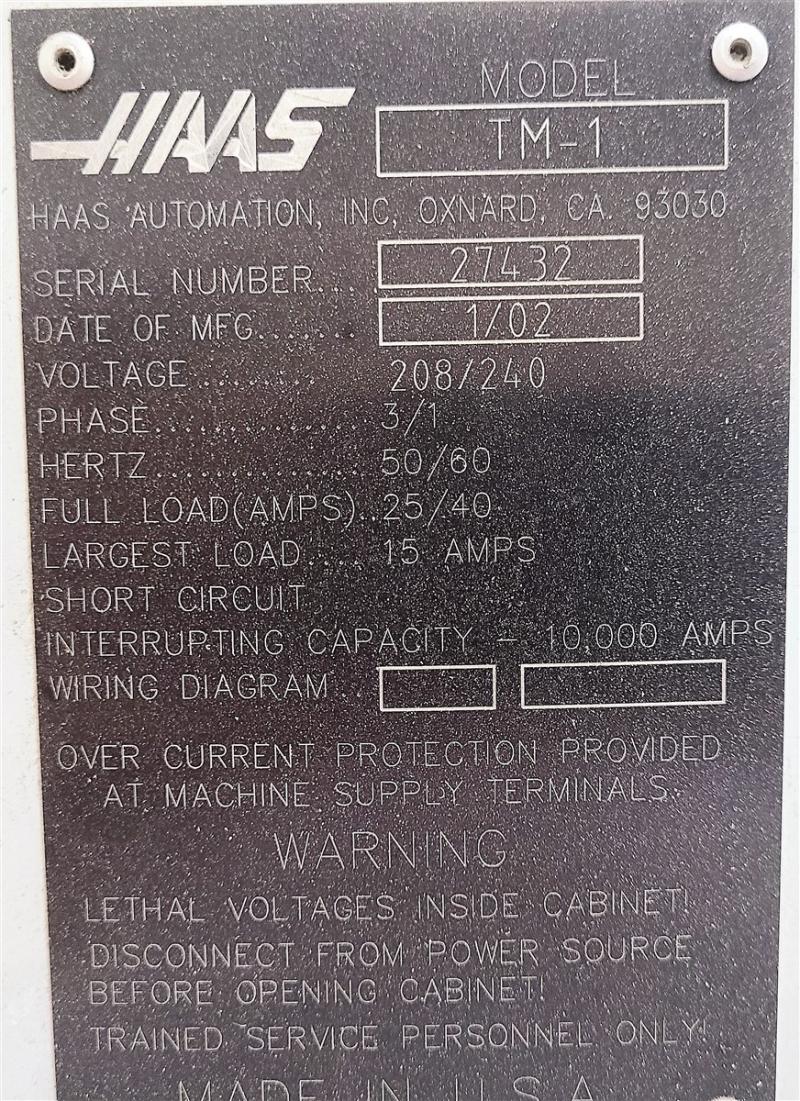 MODEL
HAAS TM-1
HAAS AUTOMATION, INC, OXNARD, CA. 93030
SERIAL NUMBER... 27432
DATE OF MFG....... 1/02
VOLTAGE ........ 208/240
PHASE.............. 3/1
HERTZ.............. 50/60
FULL LOAD(AMPS)..25/40
LARGEST LOAD.... 15 AMPS
SHORT CIRCUIT
INTERRUPTING CAPACITY = 10,000 AMPS
WIRING DIAGRAM ..
OVER CURRENT PROTECTION PROVIDED
AT MACHINE SUPPLY TERMINALS.
WARNING
LETHAL VOLTAGES INSIDE CABINET!
DISCONNECT FROM POWER SOURCE
BEFORE OPENING CABINET!
TRAINED SERVICE PERSONNEL ONLY!
MADE IN U.S.A.